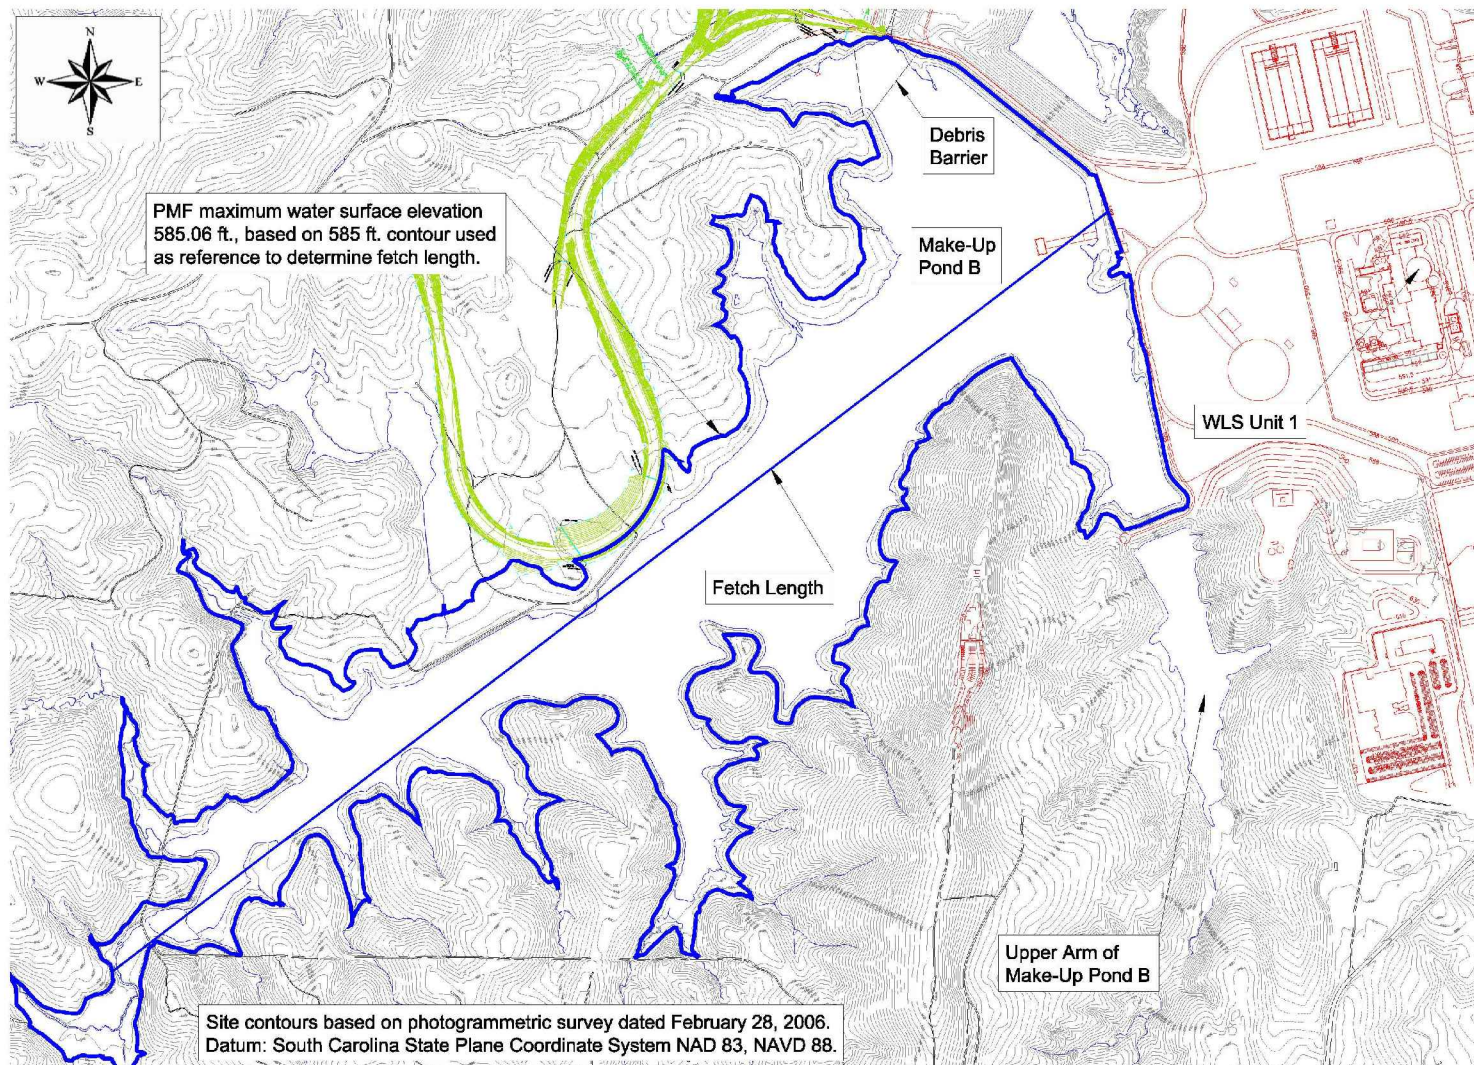 N
W
E
S
PMF maximum water surface elevation
585.06 ft., based on 585 ft. contour used
as reference to determine fetch length.
Debris
Barrier
Make-Up
Pond B
WLS Unit 1
Fetch Length
Upper Arm of
Make-Up Pond B
Site contours based on photogrammetric survey dated February 28, 2006.
Datum: South Carolina State Plane Coordinate System NAD 83, NAVD 88.